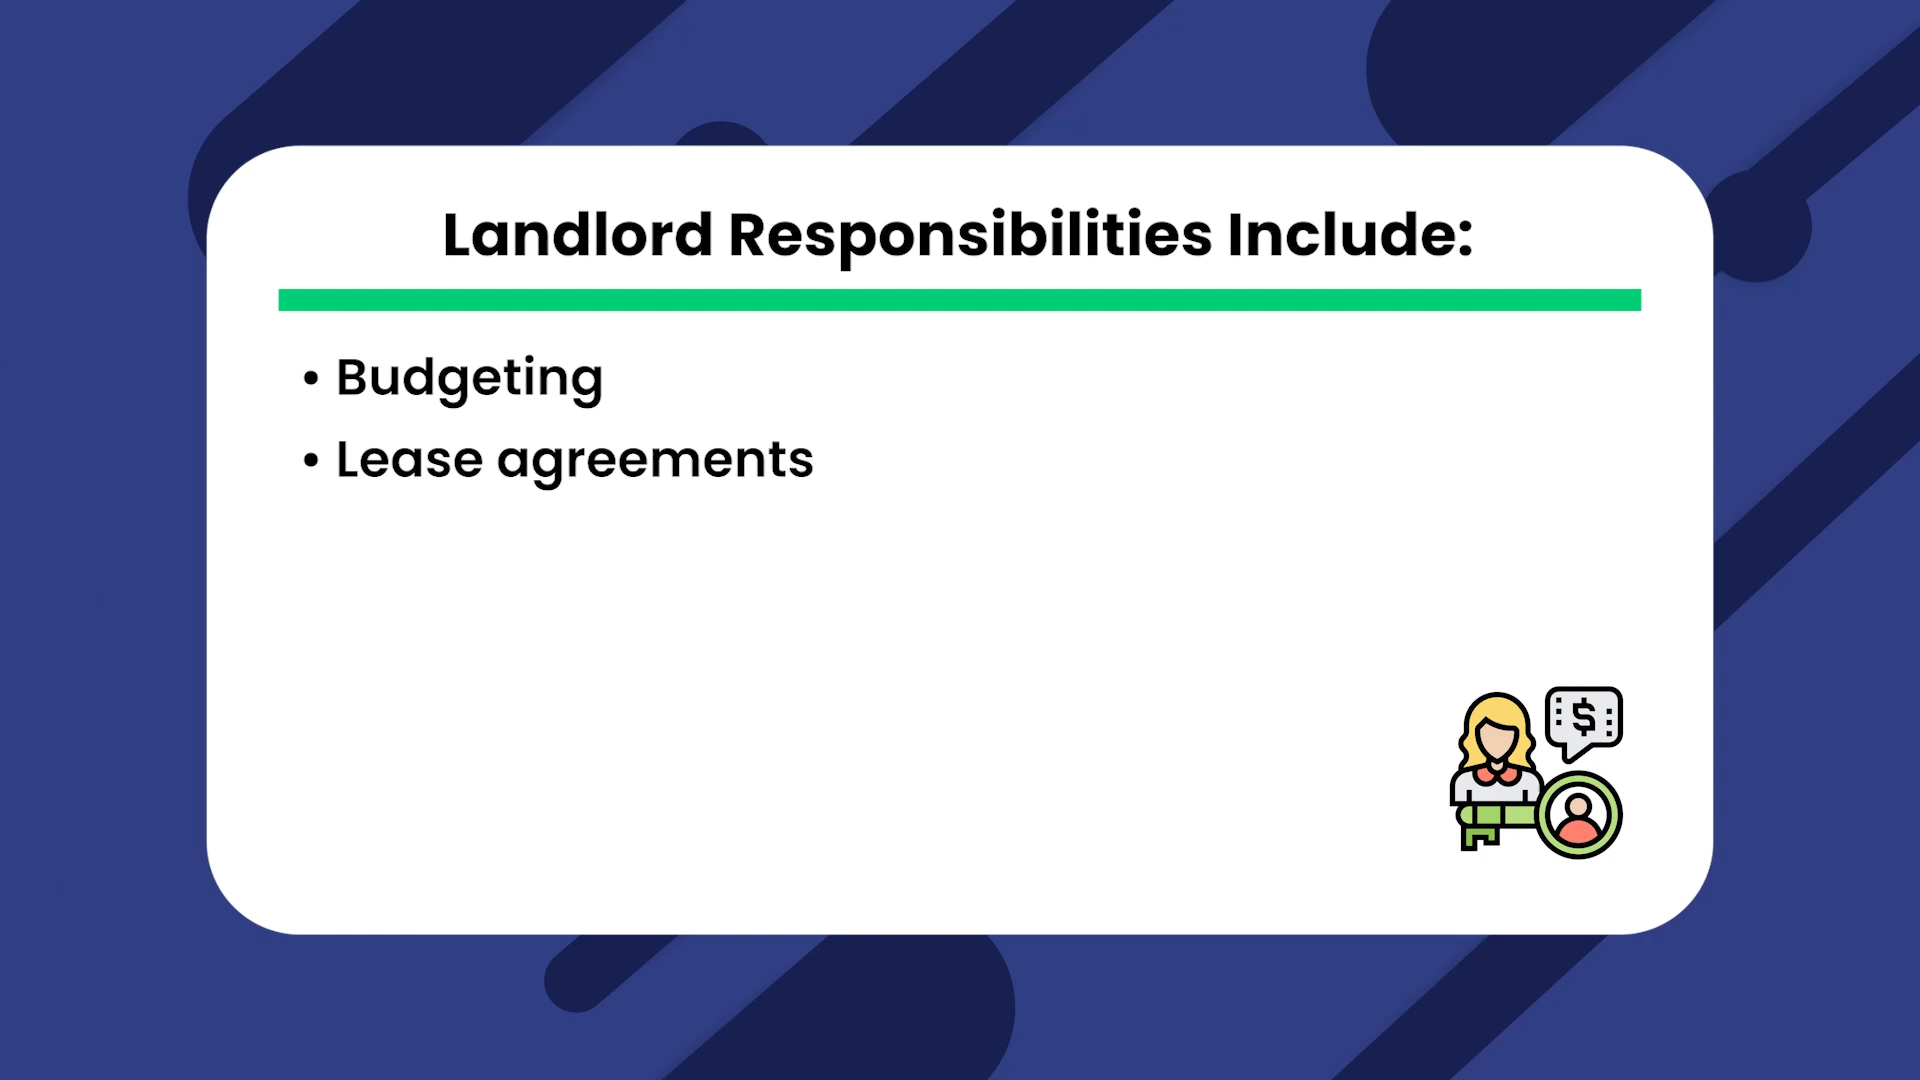 Landlord Responsibilities Include:
• Budgeting
• Lease agreements
$